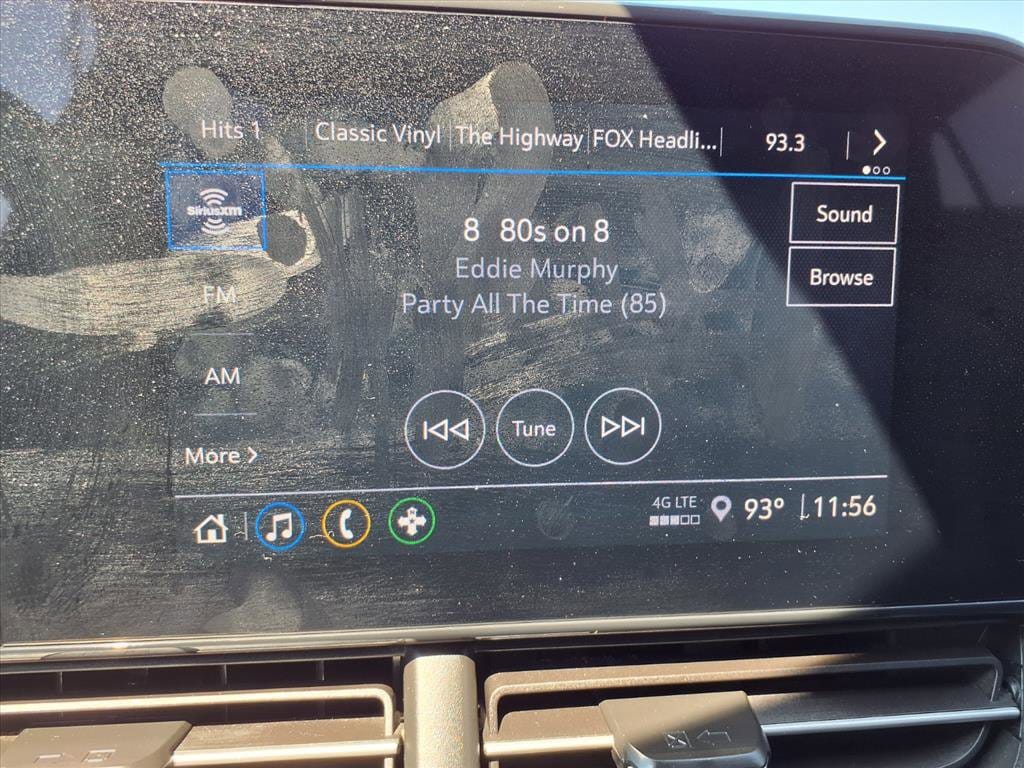 Hits 1 Classic Vinyl The Highway FOX Headli... 93.3
SiriusXM
Sound
8 80s on 8
Eddie Murphy
Browse
FM
Party All The Time (85)
AM
Tune
More
4G LTE 93° 11:56